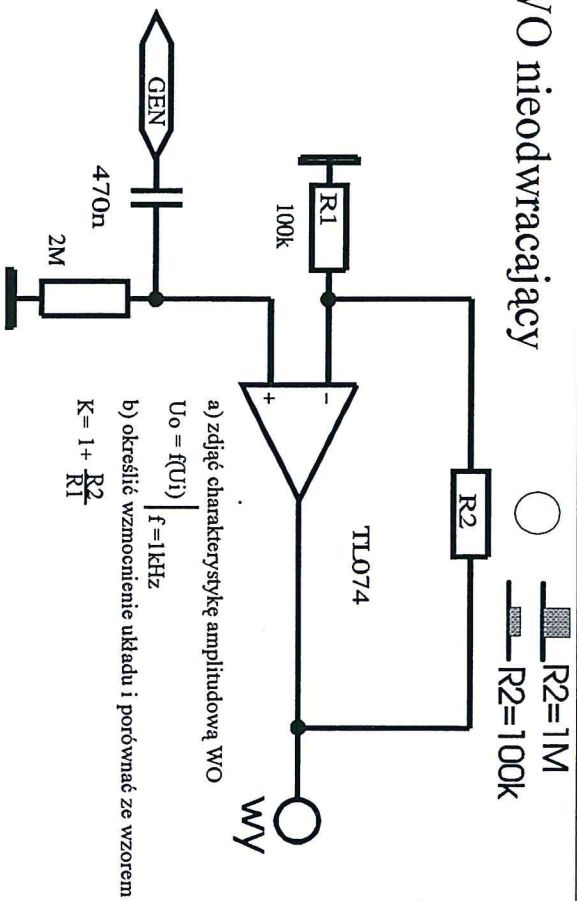 WO nieodwracający
R2=1M
R2=100k
R2
R1
100k
TL074
GEN
470n
2M
−
+
WY
a) zdjąć charakterystykę amplitudową WO
Uo = f(Ui) | f =1kHz
b) określić wzmocnienie układu i porównać ze wzorem
K= 1+ R2/R1